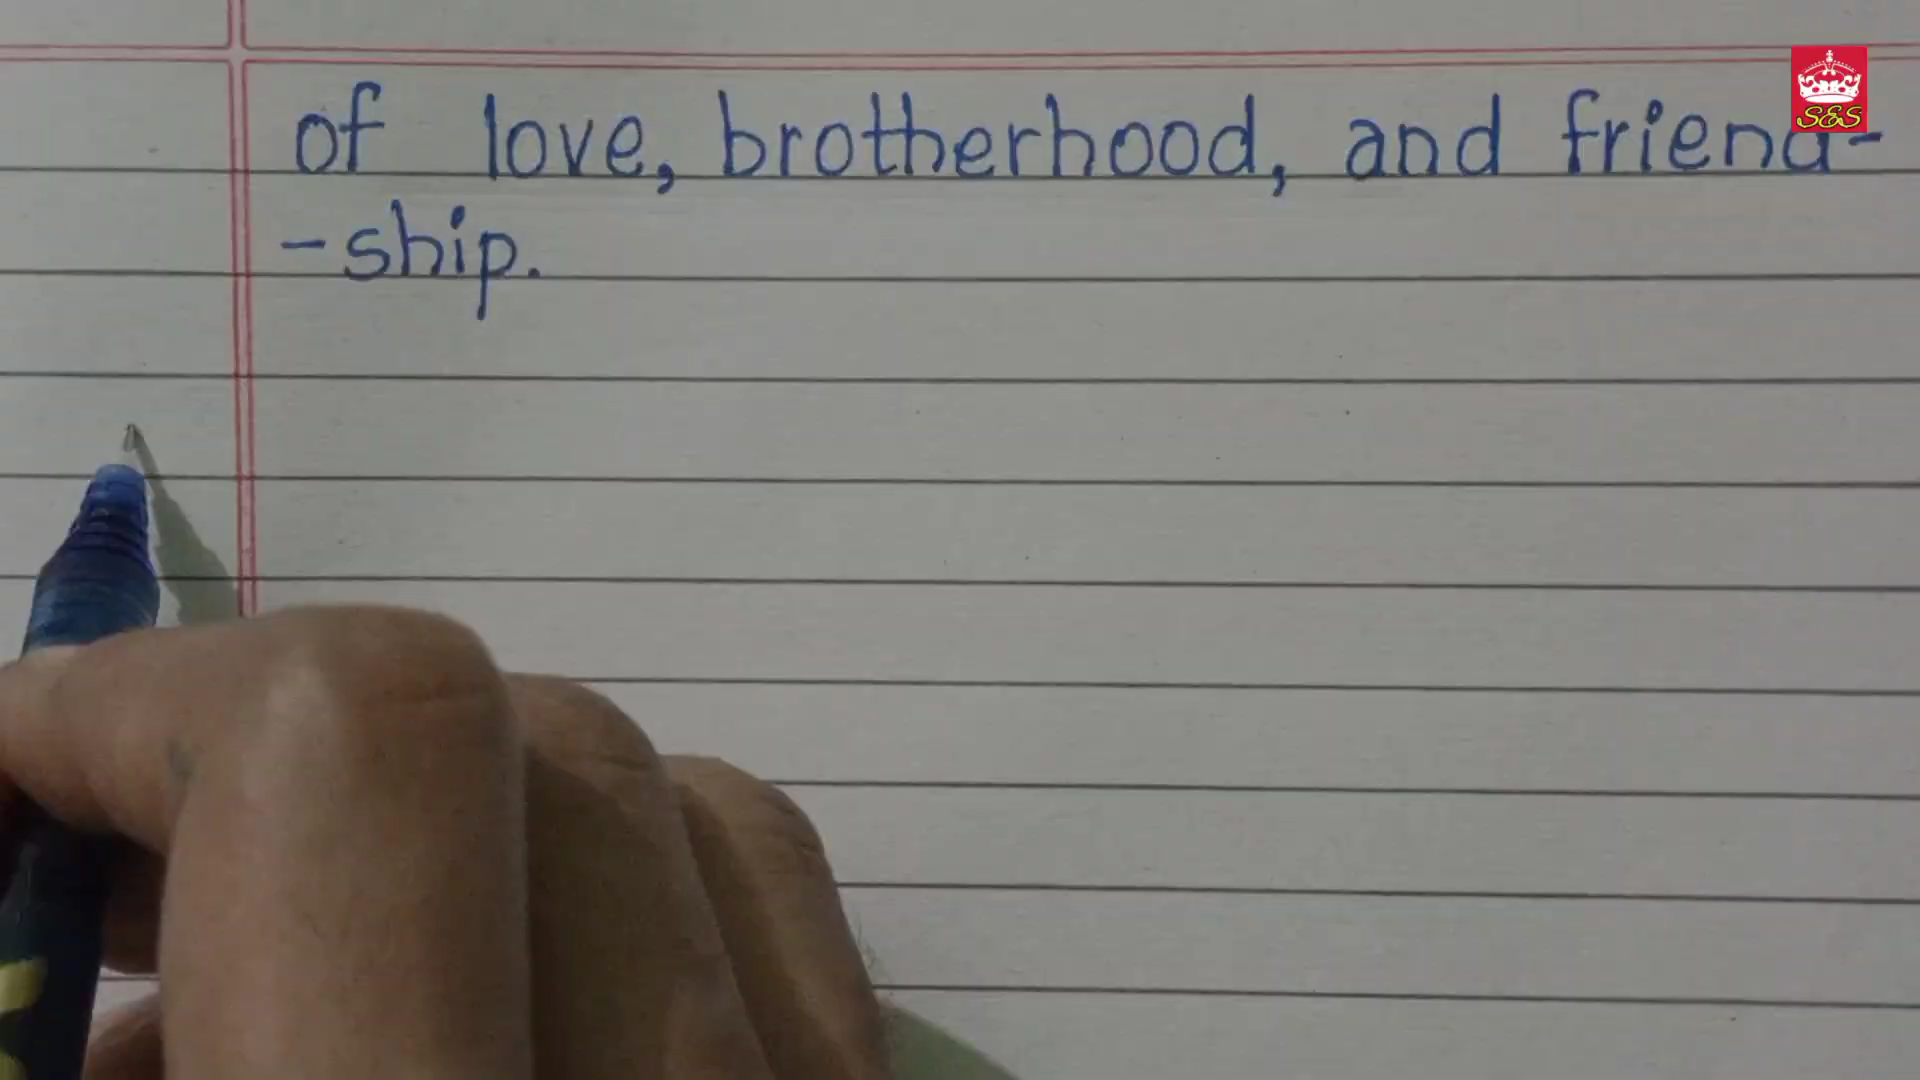 of love, brotherhood, and friend-
-ship.
S&S